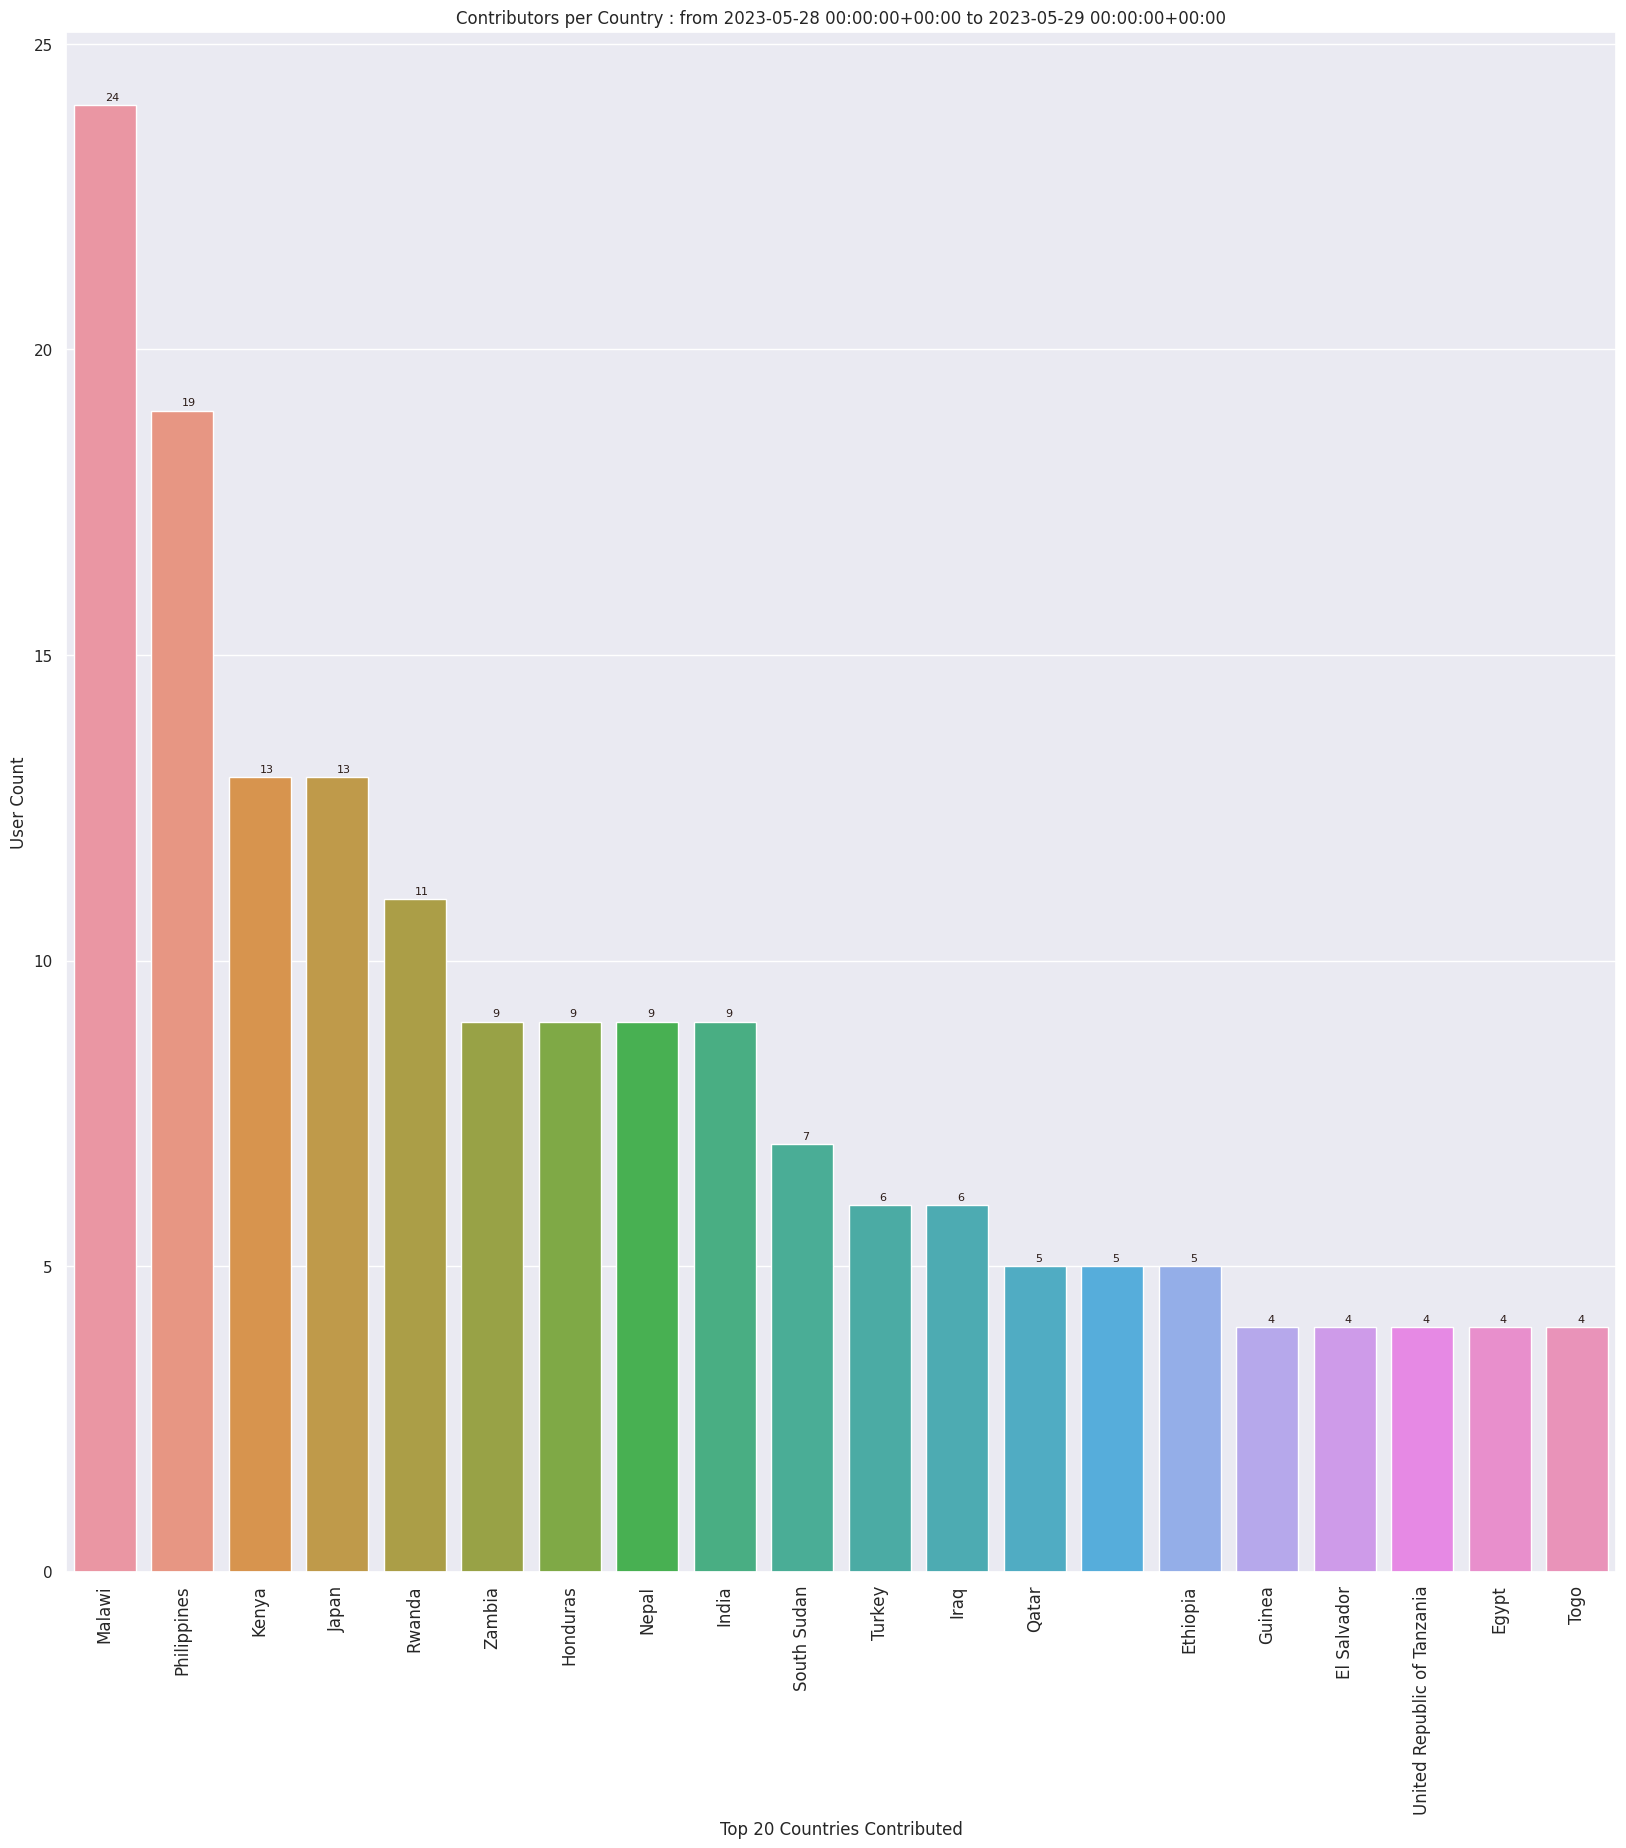 Contributors per Country : from 2023-05-28 00:00:00+00:00 to 2023-05-29 00:00:00+00:00
User Count
25
20
15
10
5
0
24
19
13
13
11
9
9
9
9
7
6
6
5
5
5
4
4
4
4
4
Malawi
Philippines
Kenya
Japan
Rwanda
Zambia
Honduras
Nepal
India
South Sudan
Turkey
Iraq
Qatar
Ethiopia
Guinea
El Salvador
United Republic of Tanzania
Egypt
Togo
Top 20 Countries Contributed